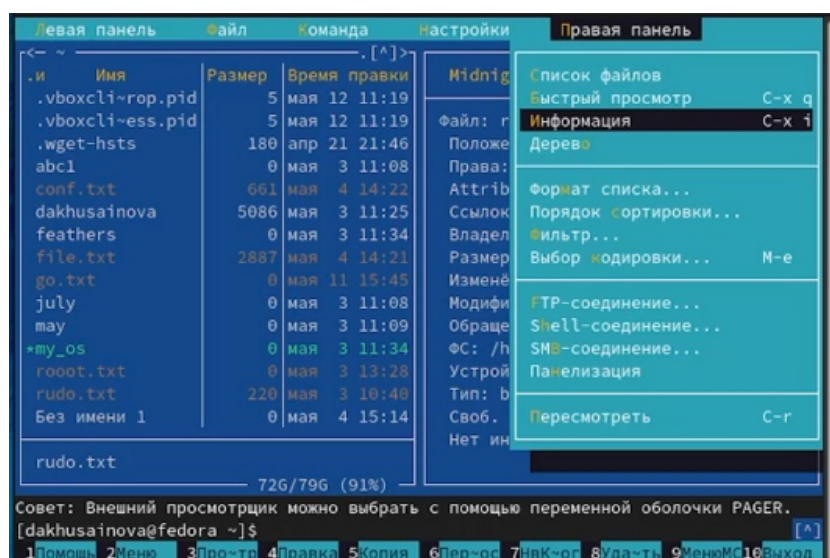 Левая панель Файл Команда Настройки Правая панель
<— ~ .[^]>
.и Имя Размер Время правки
.vboxcli~rop.pid 5 мая 12 11:19
.vboxcli~ess.pid 5 мая 12 11:19
.wget-hsts 180 апр 21 21:46
abc1 0 мая 3 11:08
conf.txt 661 мая 4 14:22
dakhusainova 5086 мая 3 11:25
feathers 0 мая 3 11:34
file.txt 2887 мая 4 14:21
go.txt 0 мая 11 15:45
july 0 мая 3 11:08
may 0 мая 3 11:09
*my_os 0 мая 3 11:34
rooot.txt 0 мая 3 13:28
rudo.txt 220 мая 3 10:40
Без имени 1 0 мая 4 15:14
rudo.txt
72G/79G (91%)
Midnig
Файл: r
Положе
Права:
Attrib
Ссылок
Владел
Размер
Изменё
Модифи
Обраще
ФС: /h
Устрой
Тип: b
Своб.
Нет ин
Список файлов
Быстрый просмотр C-x q
Информация C-x i
Дерево
Формат списка...
Порядок сортировки...
Фильтр...
Выбор кодировки... M-e
FTP-соединение...
Shell-соединение...
SMB-соединение...
Панелизация
Пересмотреть C-r
Совет: Внешний просмотрщик можно выбрать с помощью переменной оболочки PAGER.
[dakhusainova@fedora ~]$ [^]
1Помощь 2Меню 3Про~тр 4Правка 5Копия 6Пер~ос 7НвК~ог 8Уда~ть 9МенюMC 10Выход